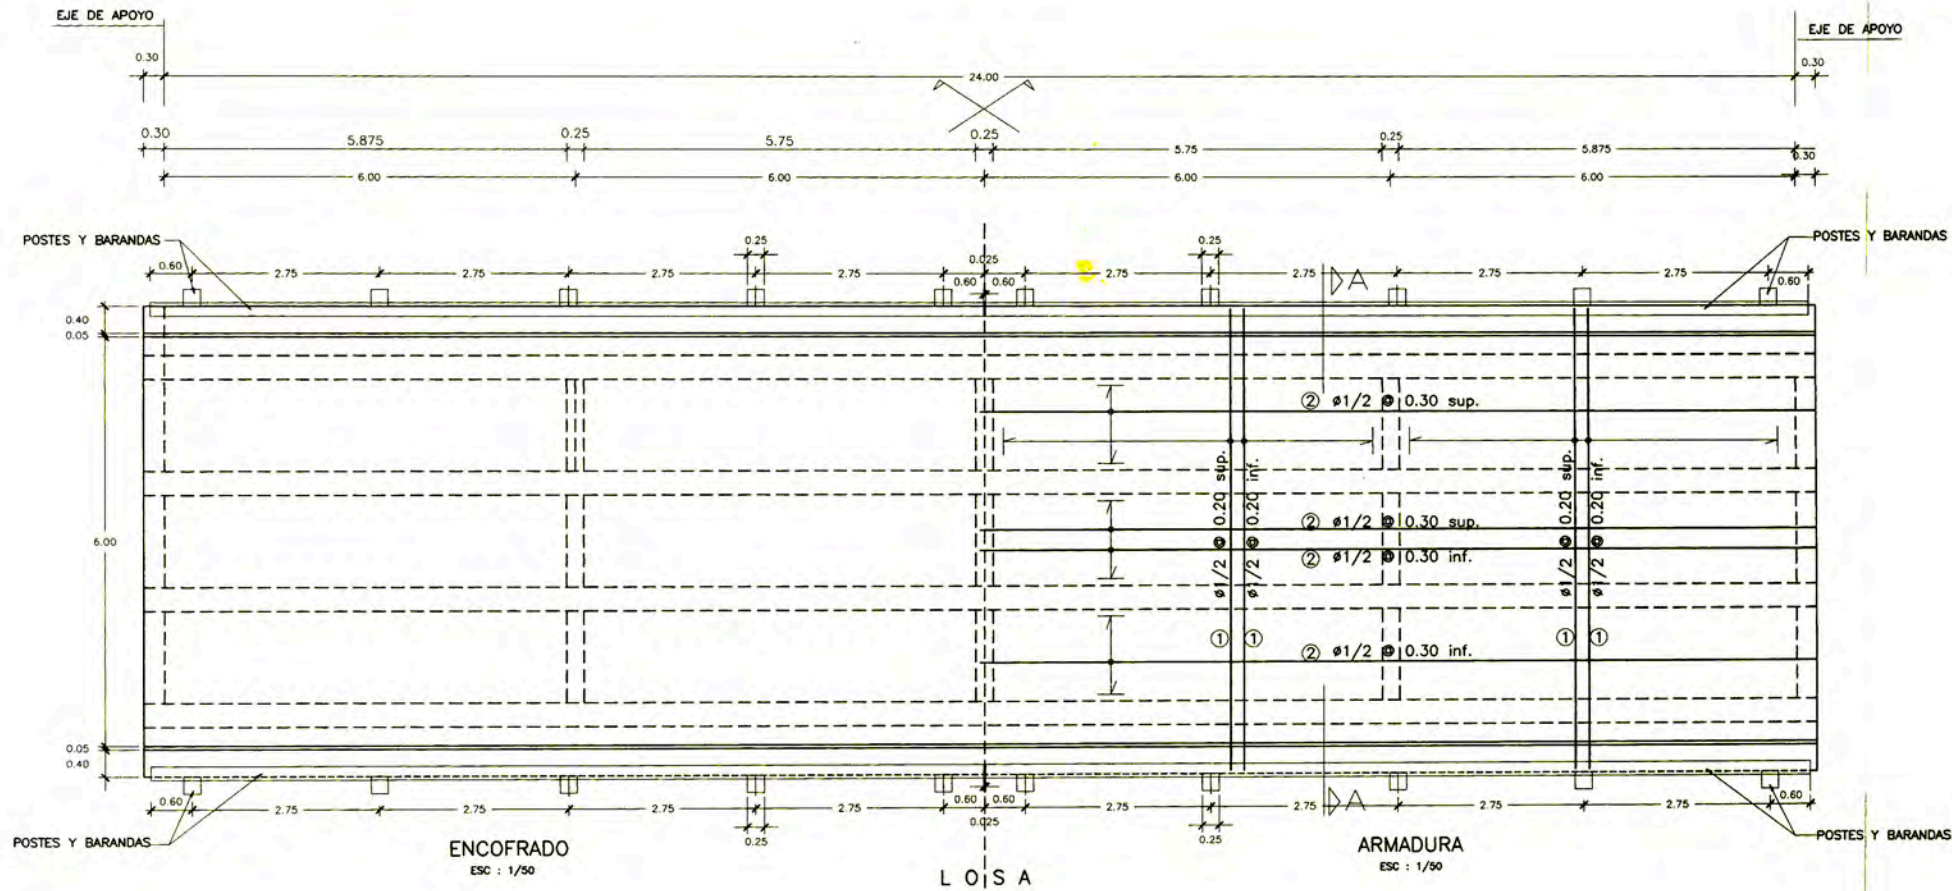 EJE DE APOYO
EJE DE APOYO
0.30
24.00
0.30
0.30
5.875
0.25
5.75
0.25
5.75
0.25
5.875
6.00
6.00
6.00
6.00
0.30
POSTES Y BARANDAS
POSTES Y BARANDAS
0.25
0.025
0.25
0.60
2.75
2.75
2.75
2.75
0.60
0.60
2.75
2.75
2.75
2.75
0.60
A
0.40
0.05
② ø1/2 @ 0.30 sup.
6.00
② ø1/2 @ 0.30 sup.
② ø1/2 @ 0.30 inf.
② ø1/2 @ 0.30 inf.
① ø1/2 @ 0.20 sup.
① ø1/2 @ 0.20 inf.
① ø1/2 @ 0.20 sup.
① ø1/2 @ 0.20 inf.
0.05
0.40
0.60
2.75
2.75
2.75
2.75
0.60
0.60
2.75
2.75
A
2.75
2.75
0.60
0.25
0.025
0.25
POSTES Y BARANDAS
POSTES Y BARANDAS
ENCOFRADO
ESC : 1/50
ARMADURA
ESC : 1/50
LOSA